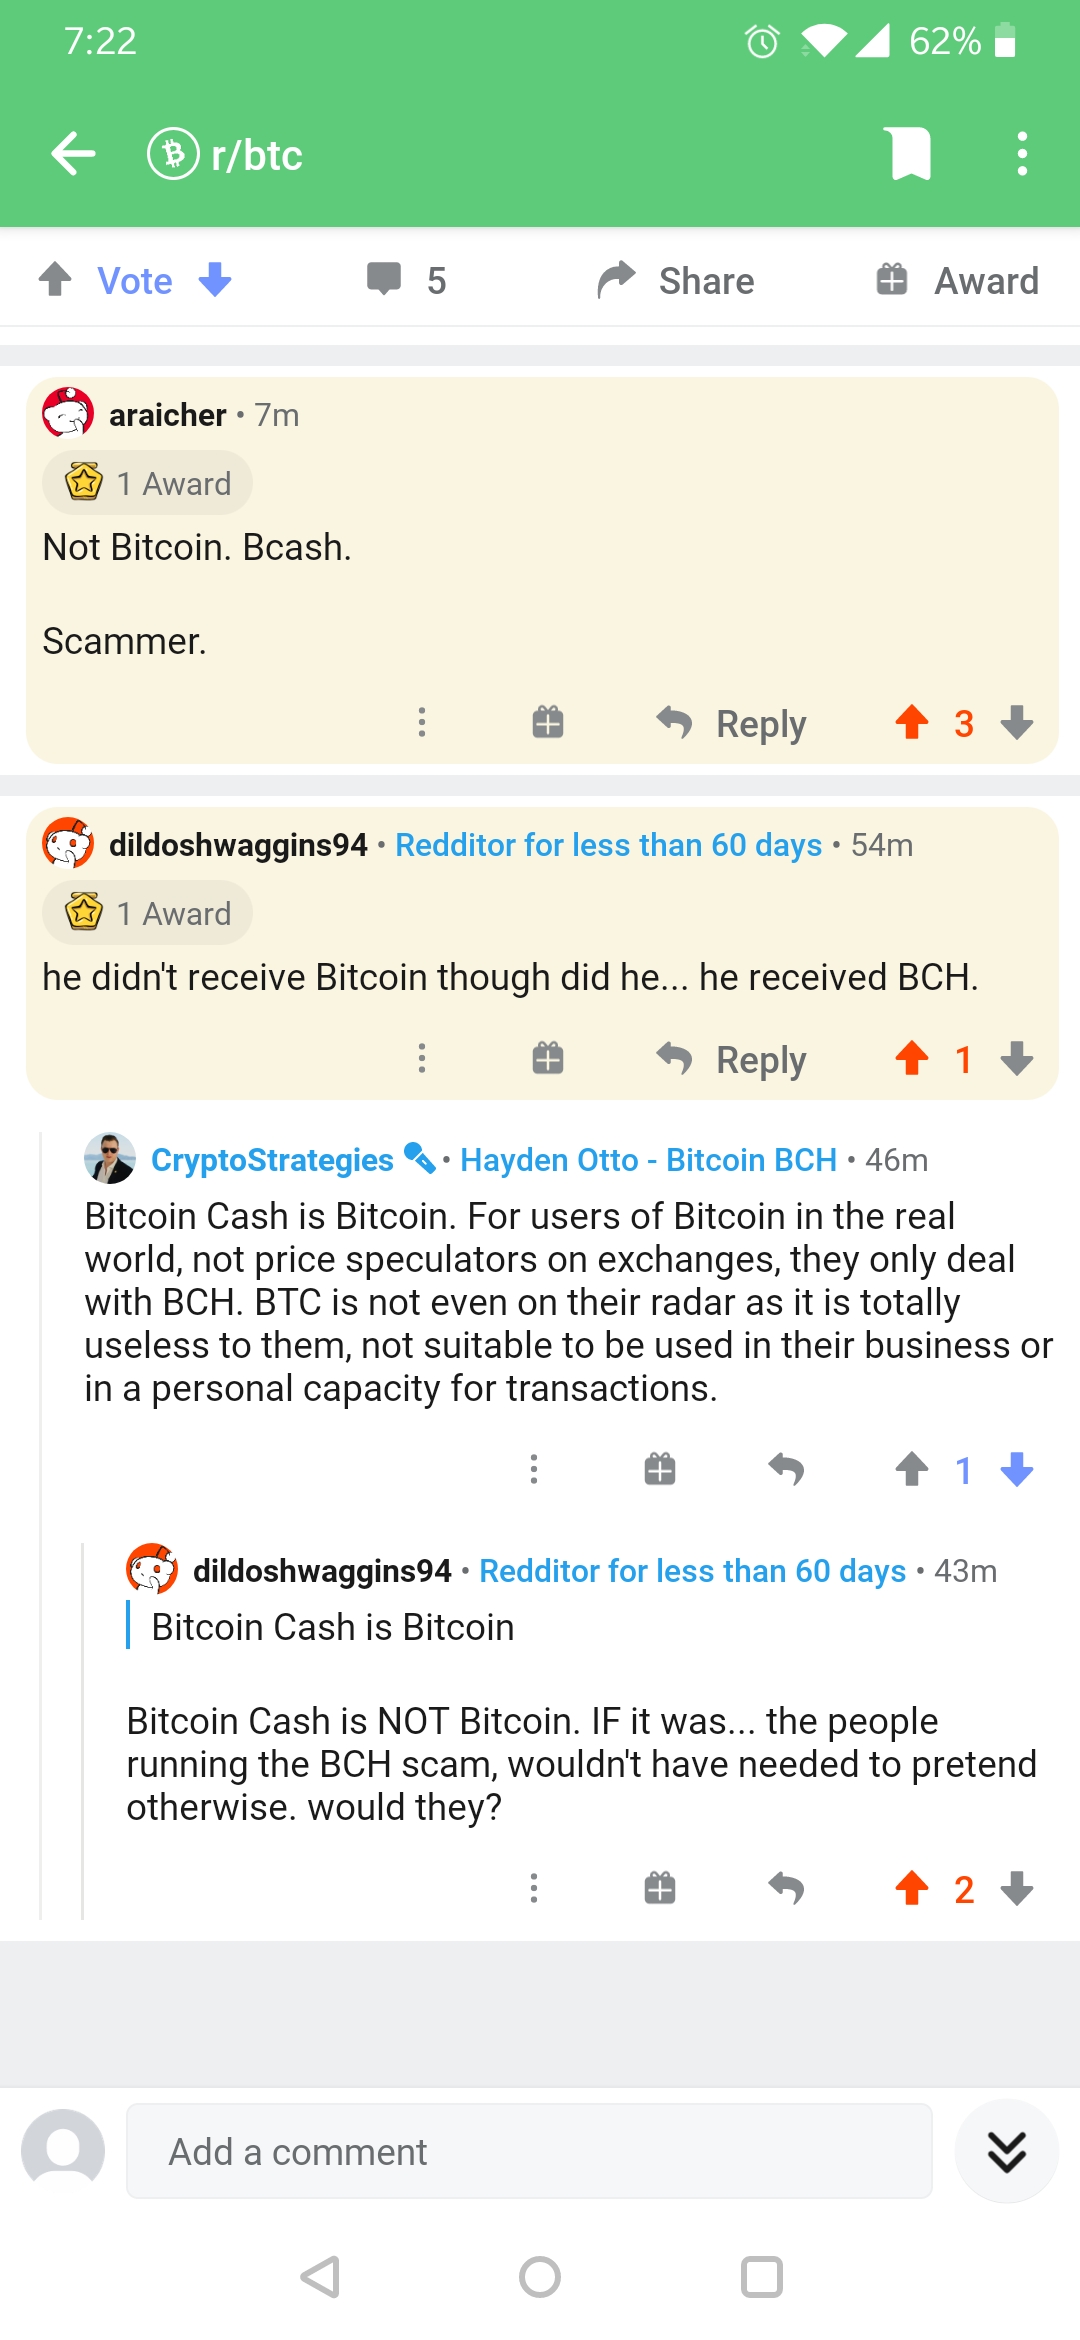 7:22
62%
r/btc
Vote
5
Share
Award
araicher • 7m
1 Award
Not Bitcoin. Bcash.
Scammer.
Reply
3
dildoshwaggins94 • Redditor for less than 60 days • 54m
1 Award
he didn't receive Bitcoin though did he... he received BCH.
Reply
1
CryptoStrategies • Hayden Otto - Bitcoin BCH • 46m
Bitcoin Cash is Bitcoin. For users of Bitcoin in the real
world, not price speculators on exchanges, they only deal
with BCH. BTC is not even on their radar as it is totally
useless to them, not suitable to be used in their business or
in a personal capacity for transactions.
1
dildoshwaggins94 • Redditor for less than 60 days • 43m
Bitcoin Cash is Bitcoin
Bitcoin Cash is NOT Bitcoin. IF it was... the people
running the BCH scam, wouldn't have needed to pretend
otherwise. would they?
2
Add a comment